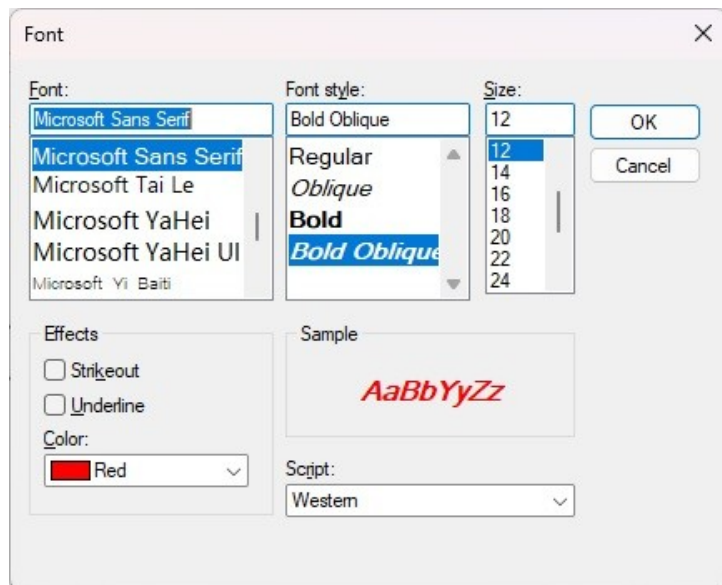 Font
Font:
Microsoft Sans Serif
Microsoft Sans Serif
Microsoft Tai Le
Microsoft YaHei
Microsoft YaHei UI
Microsoft Yi Baiti
Font style:
Bold Oblique
Regular
Oblique
Bold
Bold Oblique
Size:
12
12
14
16
18
20
22
24
OK
Cancel
Effects
Strikeout
Underline
Color:
Red
Sample
AaBbYyZz
Script:
Western